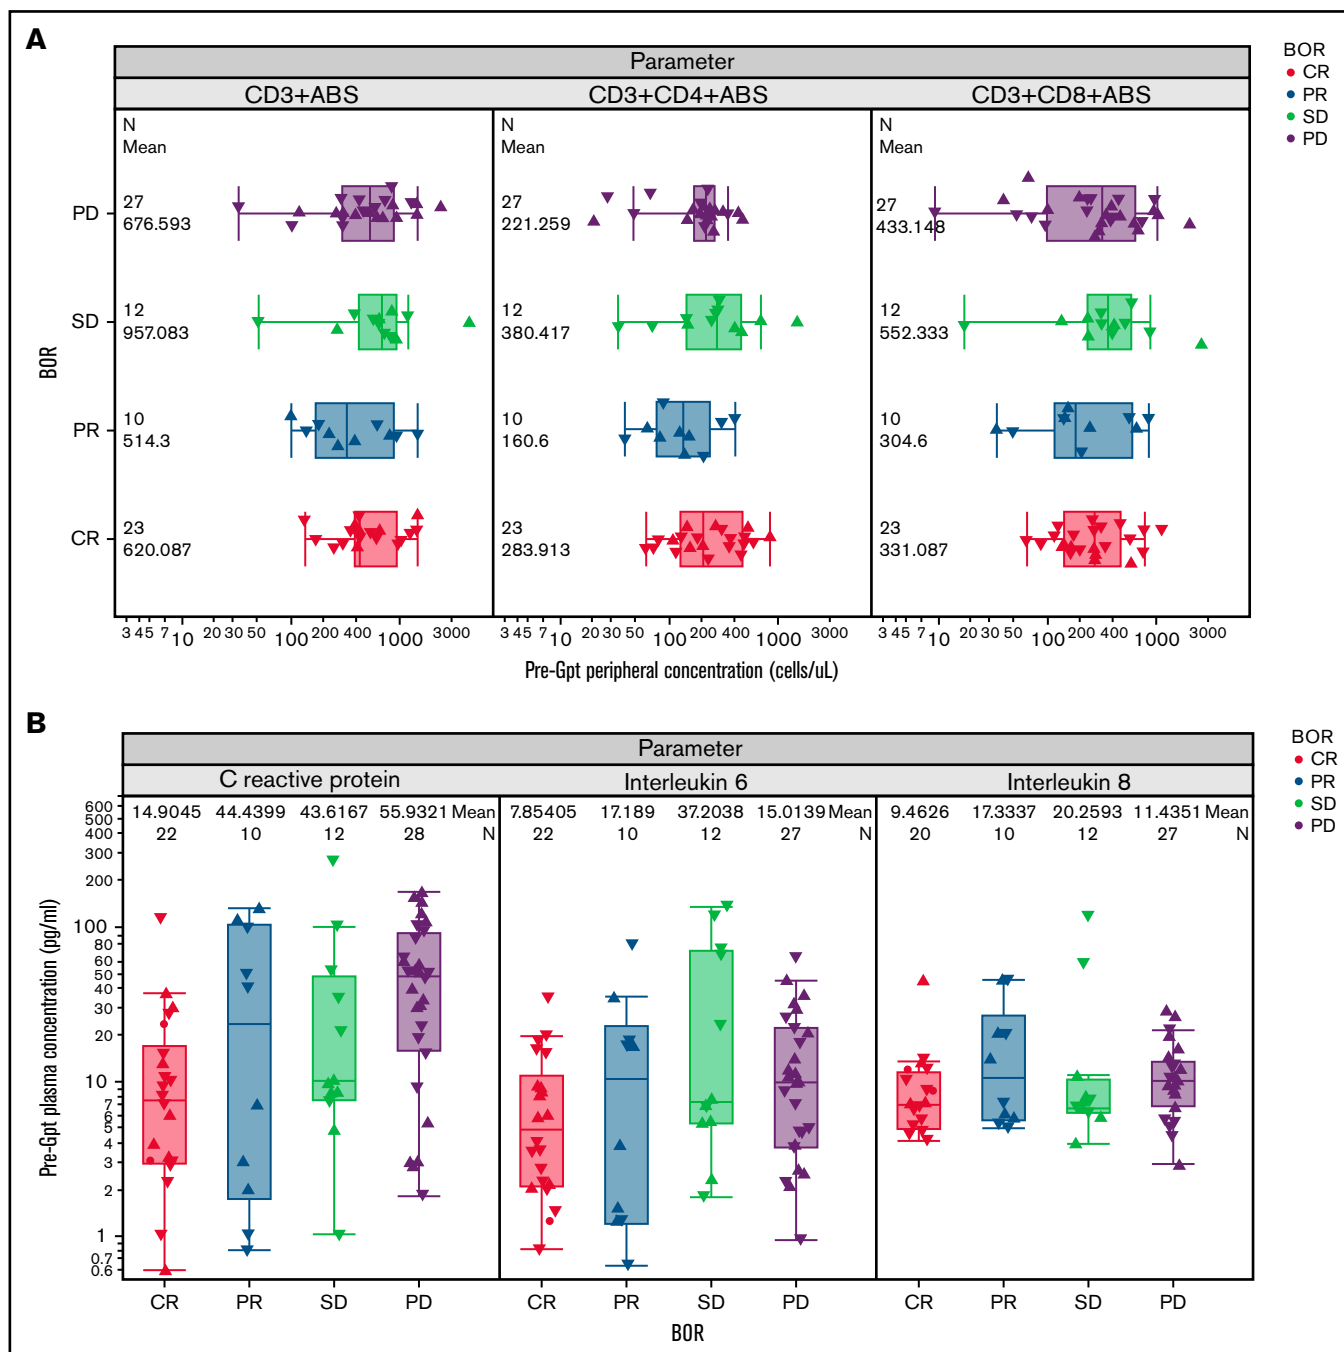 A
Parameter
CD3+ABS CD3+CD4+ABS CD3+CD8+ABS
BOR
CR
PR
SD
PD
N N N
Mean Mean Mean
PD 27 27 27
676.593 221.259 433.148
SD 12 12 12
957.083 380.417 552.333
PR 10 10 10
514.3 160.6 304.6
CR 23 23 23
620.087 283.913 331.087
BOR
3 45 7 10 20 30 50 100 200 400 1000 3000 3 45 7 10 20 30 50 100 200 400 1000 3000 3 45 7 10 20 30 50 100 200 400 1000 3000
Pre-Gpt peripheral concentration (cells/uL)
B
Parameter
C reactive protein Interleukin 6 Interleukin 8
BOR
CR
PR
SD
PD
14.9045 44.4399 43.6167 55.9321 Mean 7.85405 17.189 37.2038 15.0139 Mean 9.4626 17.3337 20.2593 11.4351 Mean
22 10 12 28 N 22 10 12 27 N 20 10 12 27 N
600
500
400
300
200
100
80
60
50
40
30
20
10
7
6
5
4
3
2
1
0.7
0.6
Pre-Gpt plasma concentration (pg/ml)
CR PR SD PD CR PR SD PD CR PR SD PD
BOR